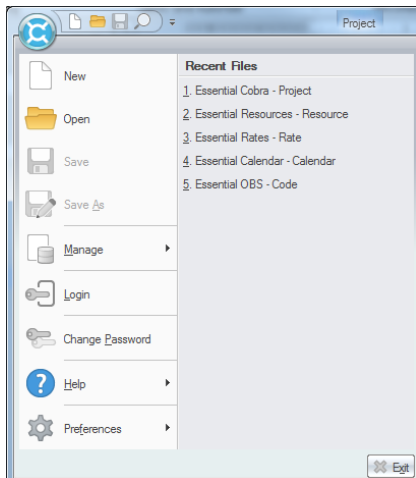 Project
New
Open
Save
Save As
Manage
Login
Change Password
Help
Preferences
Recent Files
1. Essential Cobra - Project
2. Essential Resources - Resource
3. Essential Rates - Rate
4. Essential Calendar - Calendar
5. Essential OBS - Code
Exit